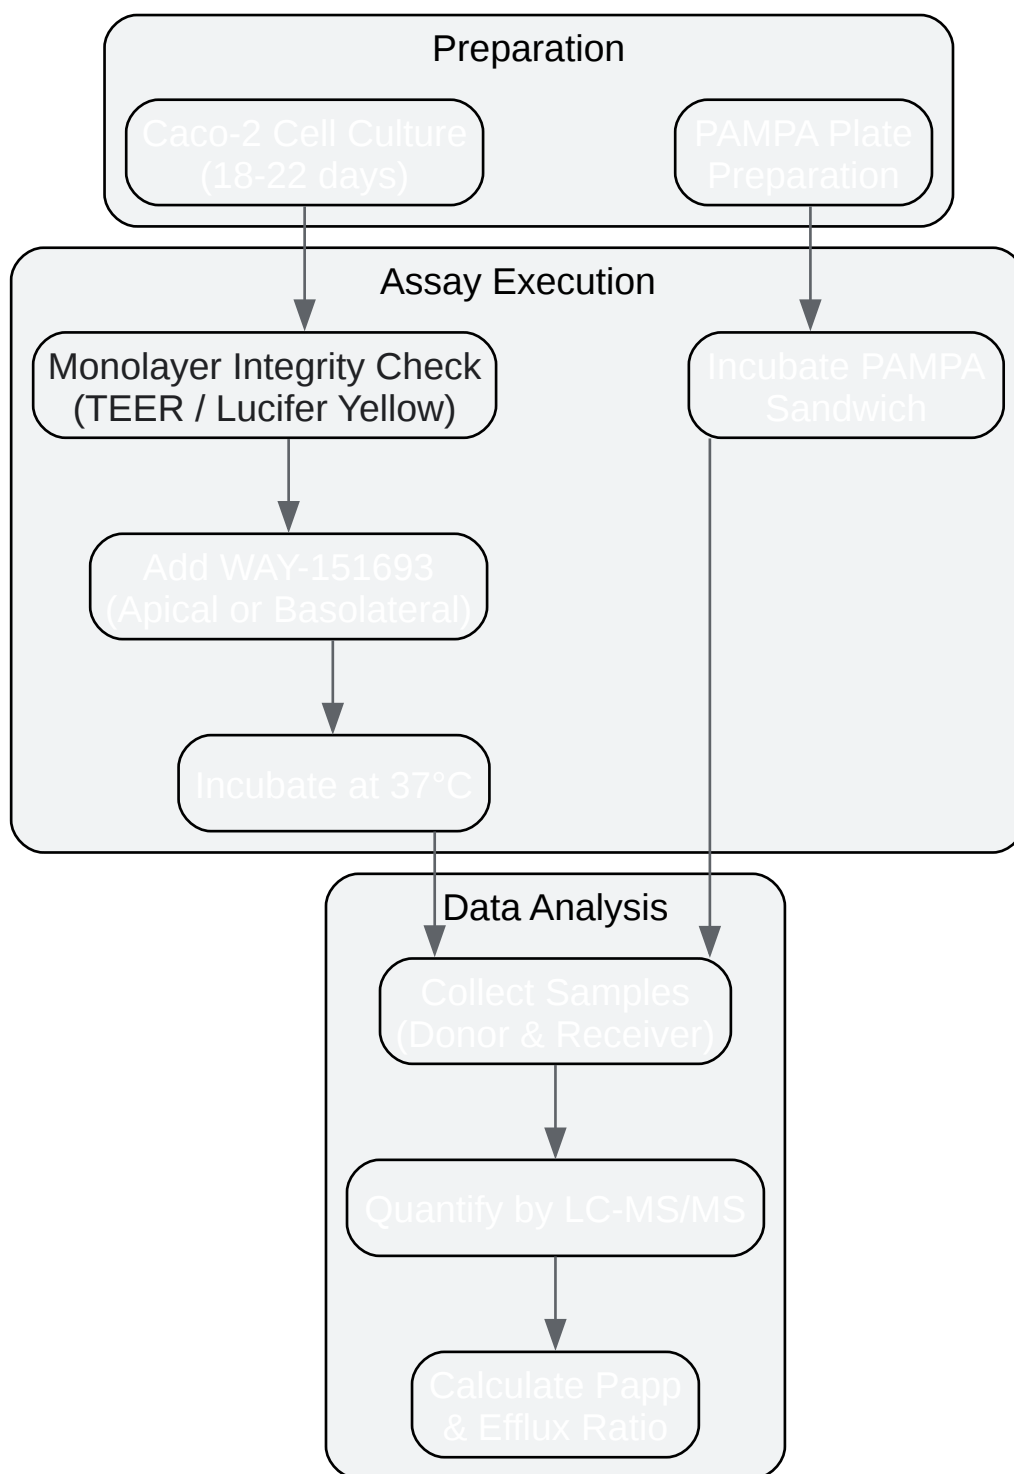 Preparation
Caco-2 Cell Culture
(18-22 days)
PAMPA Plate
Preparation
Assay Execution
Monolayer Integrity Check
(TEER / Lucifer Yellow)
Incubate PAMPA
Sandwich
Add WAY-151693
(Apical or Basolateral)
Incubate at 37°C
Data Analysis
Collect Samples
(Donor & Receiver)
Quantify by LC-MS/MS
Calculate Papp
& Efflux Ratio